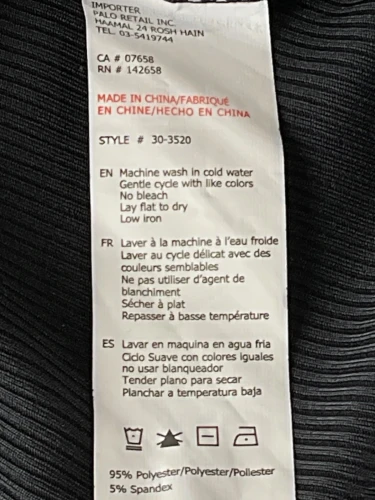 IMPORTER
PALO RETAIL INC.
HAAMAL 24 ROSH HAIN
TEL. 03-5419744
CA # 07658
RN # 142658
MADE IN CHINA/FABRIQUE
EN CHINE/HECHO EN CHINA
STYLE # 30-3520
EN Machine wash in cold water
Gentle cycle with like colors
No bleach
Lay flat to dry
Low iron
FR Laver à la machine à l'eau froide
Laver au cycle délicat avec des
couleurs semblables
Ne pas utiliser d'agent de
blanchiment
Sécher à plat
Repasser à basse température
ES Lavar en maquina en agua fria
Ciclo Suave con colores iguales
no usar blanqueador
Tender plano para secar
Planchar a temperatura baja
95% Polyester/Polyester/Poliester
5% Spandex